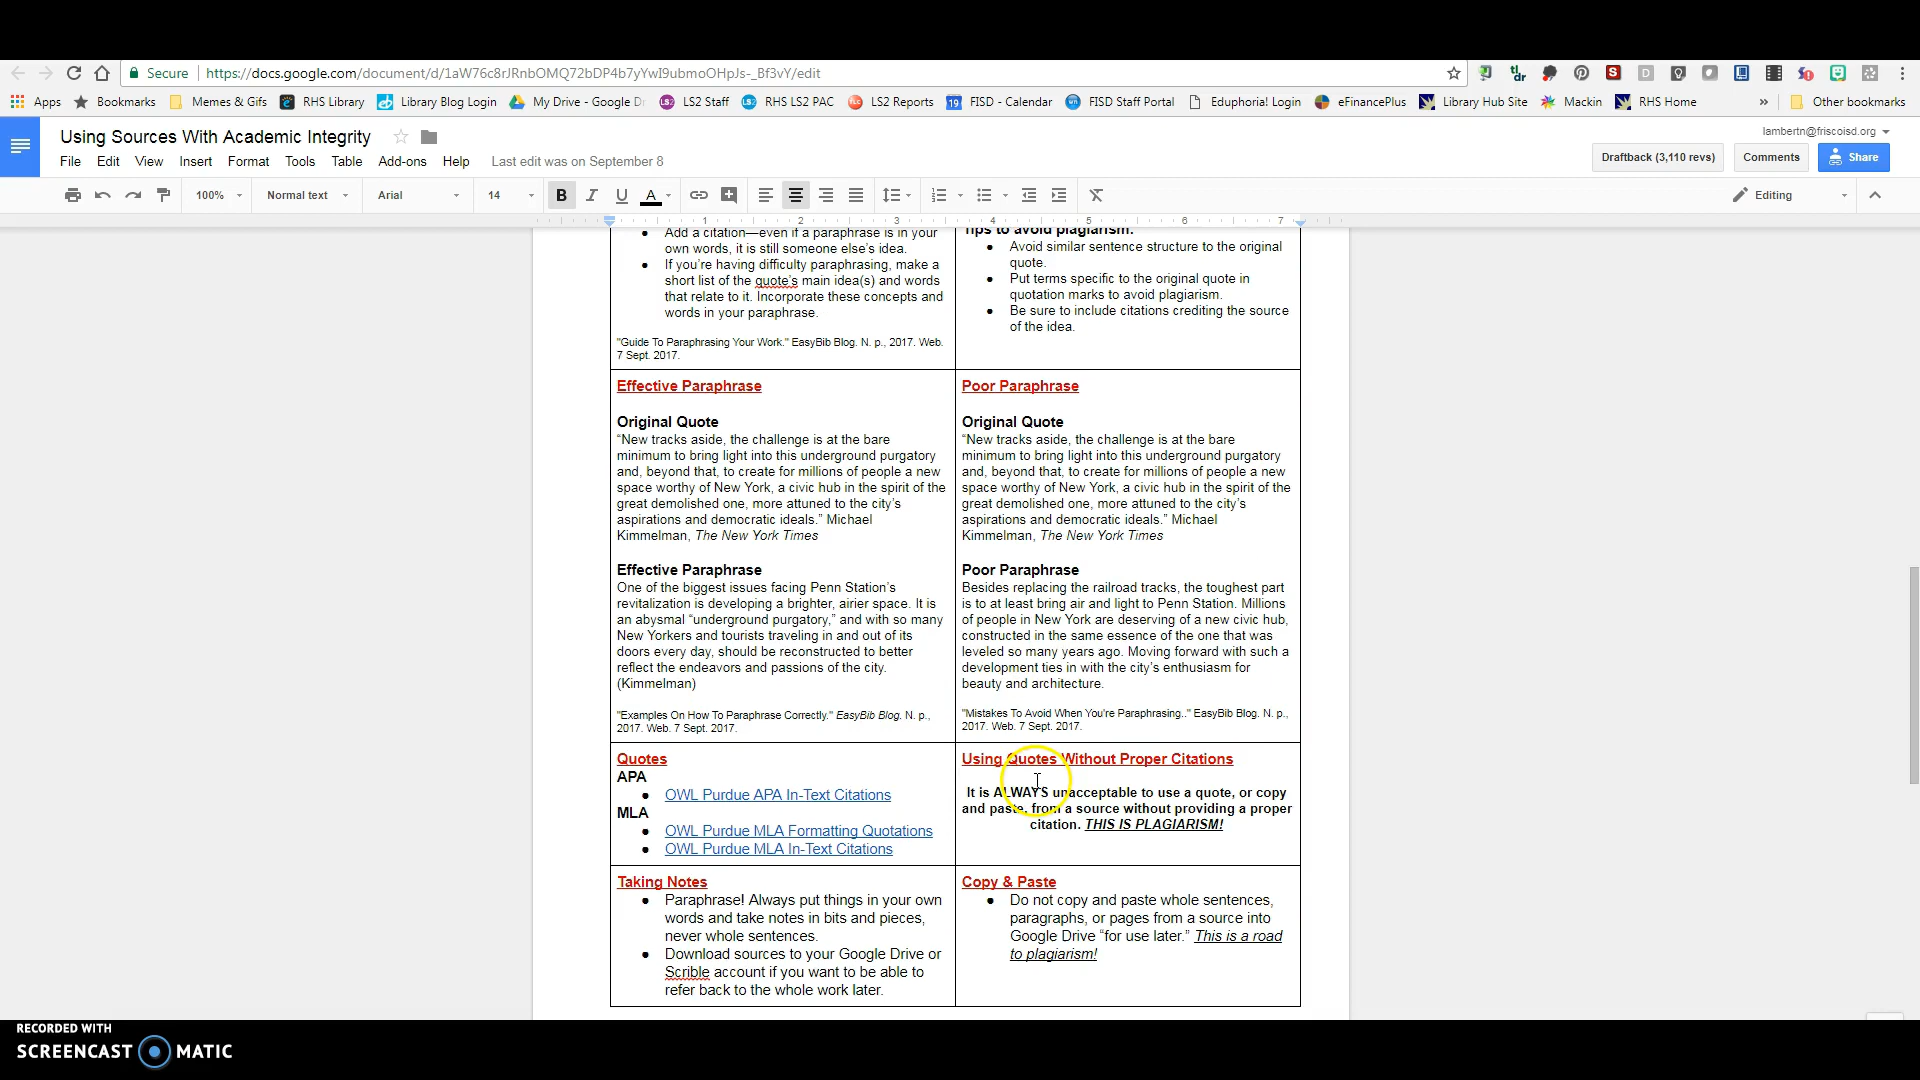 Secure
https://docs.google.com/document/d/1aW76c8rJRnbOMQ72bDP4b7yYwI9ubmoOHpJs-_Bf3vY/edit
Apps Bookmarks Memes & Gifs RHS Library Library Blog Login My Drive - Google Dr LS2 Staff RHS LS2 PAC LS2 Reports FISD - Calendar FISD Staff Portal Eduphoria! Login eFinancePlus Library Hub Site Mackin RHS Home » Other bookmarks
Using Sources With Academic Integrity
lambertn@friscoisd.org
File Edit View Insert Format Tools Table Add-ons Help Last edit was on September 8
Draftback (3,110 revs) Comments Share
100% Normal text Arial 14 B I U A Editing
1 2 3 4 5 6 7
● Add a citation—even if a paraphrase is in your
own words, it is still someone else's idea.
● If you're having difficulty paraphrasing, make a
short list of the quote's main idea(s) and words
that relate to it. Incorporate these concepts and
words in your paraphrase.
"Guide To Paraphrasing Your Work." EasyBib Blog. N. p., 2017. Web.
7 Sept. 2017.
Tips to avoid plagiarism:
● Avoid similar sentence structure to the original
quote.
● Put terms specific to the original quote in
quotation marks to avoid plagiarism.
● Be sure to include citations crediting the source
of the idea.
Effective Paraphrase
Original Quote
“New tracks aside, the challenge is at the bare
minimum to bring light into this underground purgatory
and, beyond that, to create for millions of people a new
space worthy of New York, a civic hub in the spirit of the
great demolished one, more attuned to the city’s
aspirations and democratic ideals.” Michael
Kimmelman, The New York Times
Effective Paraphrase
One of the biggest issues facing Penn Station’s
revitalization is developing a brighter, airier space. It is
an abysmal “underground purgatory,” and with so many
New Yorkers and tourists traveling in and out of its
doors every day, should be reconstructed to better
reflect the endeavors and passions of the city.
(Kimmelman)
"Examples On How To Paraphrase Correctly." EasyBib Blog. N. p.,
2017. Web. 7 Sept. 2017.
Poor Paraphrase
Original Quote
“New tracks aside, the challenge is at the bare
minimum to bring light into this underground purgatory
and, beyond that, to create for millions of people a new
space worthy of New York, a civic hub in the spirit of the
great demolished one, more attuned to the city’s
aspirations and democratic ideals.” Michael
Kimmelman, The New York Times
Poor Paraphrase
Besides replacing the railroad tracks, the toughest part
is to at least bring air and light to Penn Station. Millions
of people in New York are deserving of a new civic hub,
constructed in the same essence of the one that was
leveled so many years ago. Moving forward with such a
development ties in with the city’s enthusiasm for
beauty and architecture.
"Mistakes To Avoid When You're Paraphrasing.." EasyBib Blog. N. p.,
2017. Web. 7 Sept. 2017.
Quotes
APA
● OWL Purdue APA In-Text Citations
MLA
● OWL Purdue MLA Formatting Quotations
● OWL Purdue MLA In-Text Citations
Using Quotes Without Proper Citations
It is ALWAYS unacceptable to use a quote, or copy
and paste, from a source without providing a proper
citation. THIS IS PLAGIARISM!
Taking Notes
● Paraphrase! Always put things in your own
words and take notes in bits and pieces,
never whole sentences.
● Download sources to your Google Drive or
Scrible account if you want to be able to
refer back to the whole work later.
Copy & Paste
● Do not copy and paste whole sentences,
paragraphs, or pages from a source into
Google Drive “for use later.” This is a road
to plagiarism!
RECORDED WITH
SCREENCAST MATIC